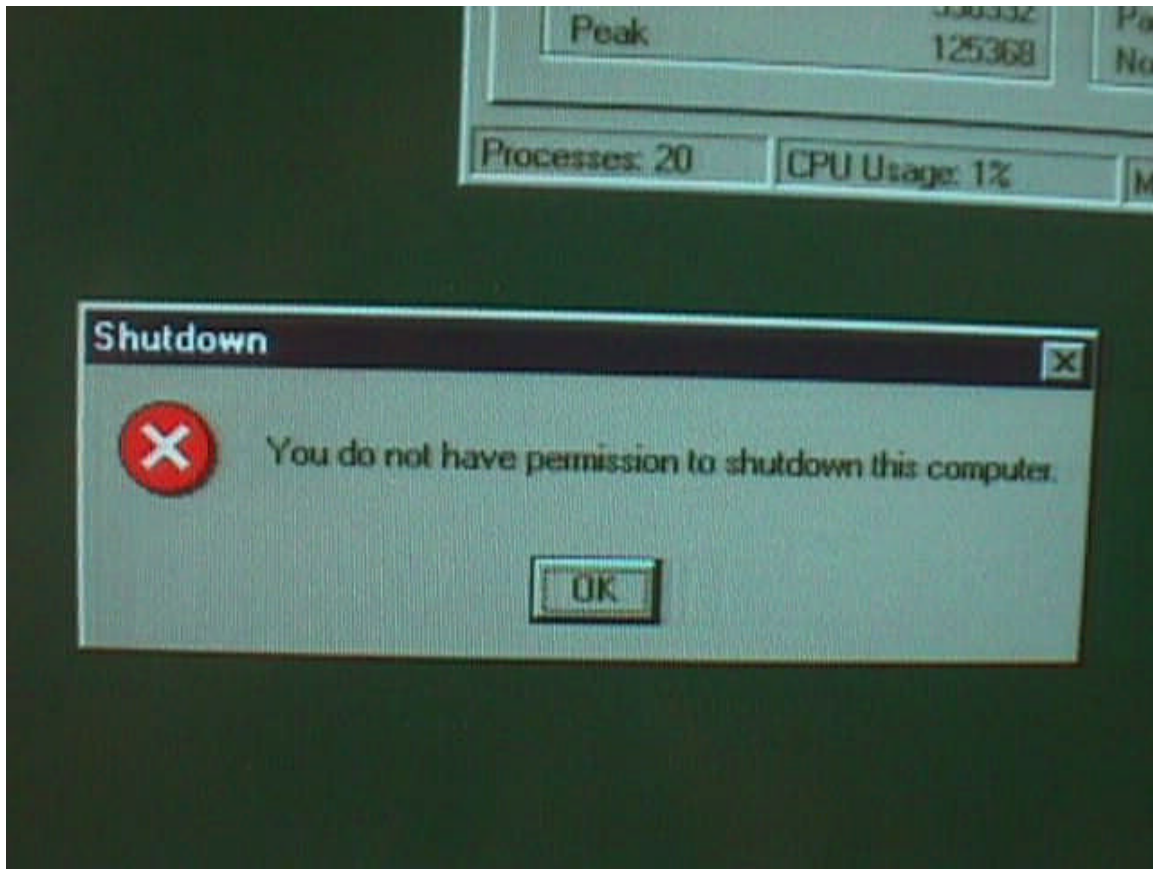 Peak 125368
Processes: 20 CPU Usage: 1%
Shutdown
You do not have permission to shutdown this computer.
OK